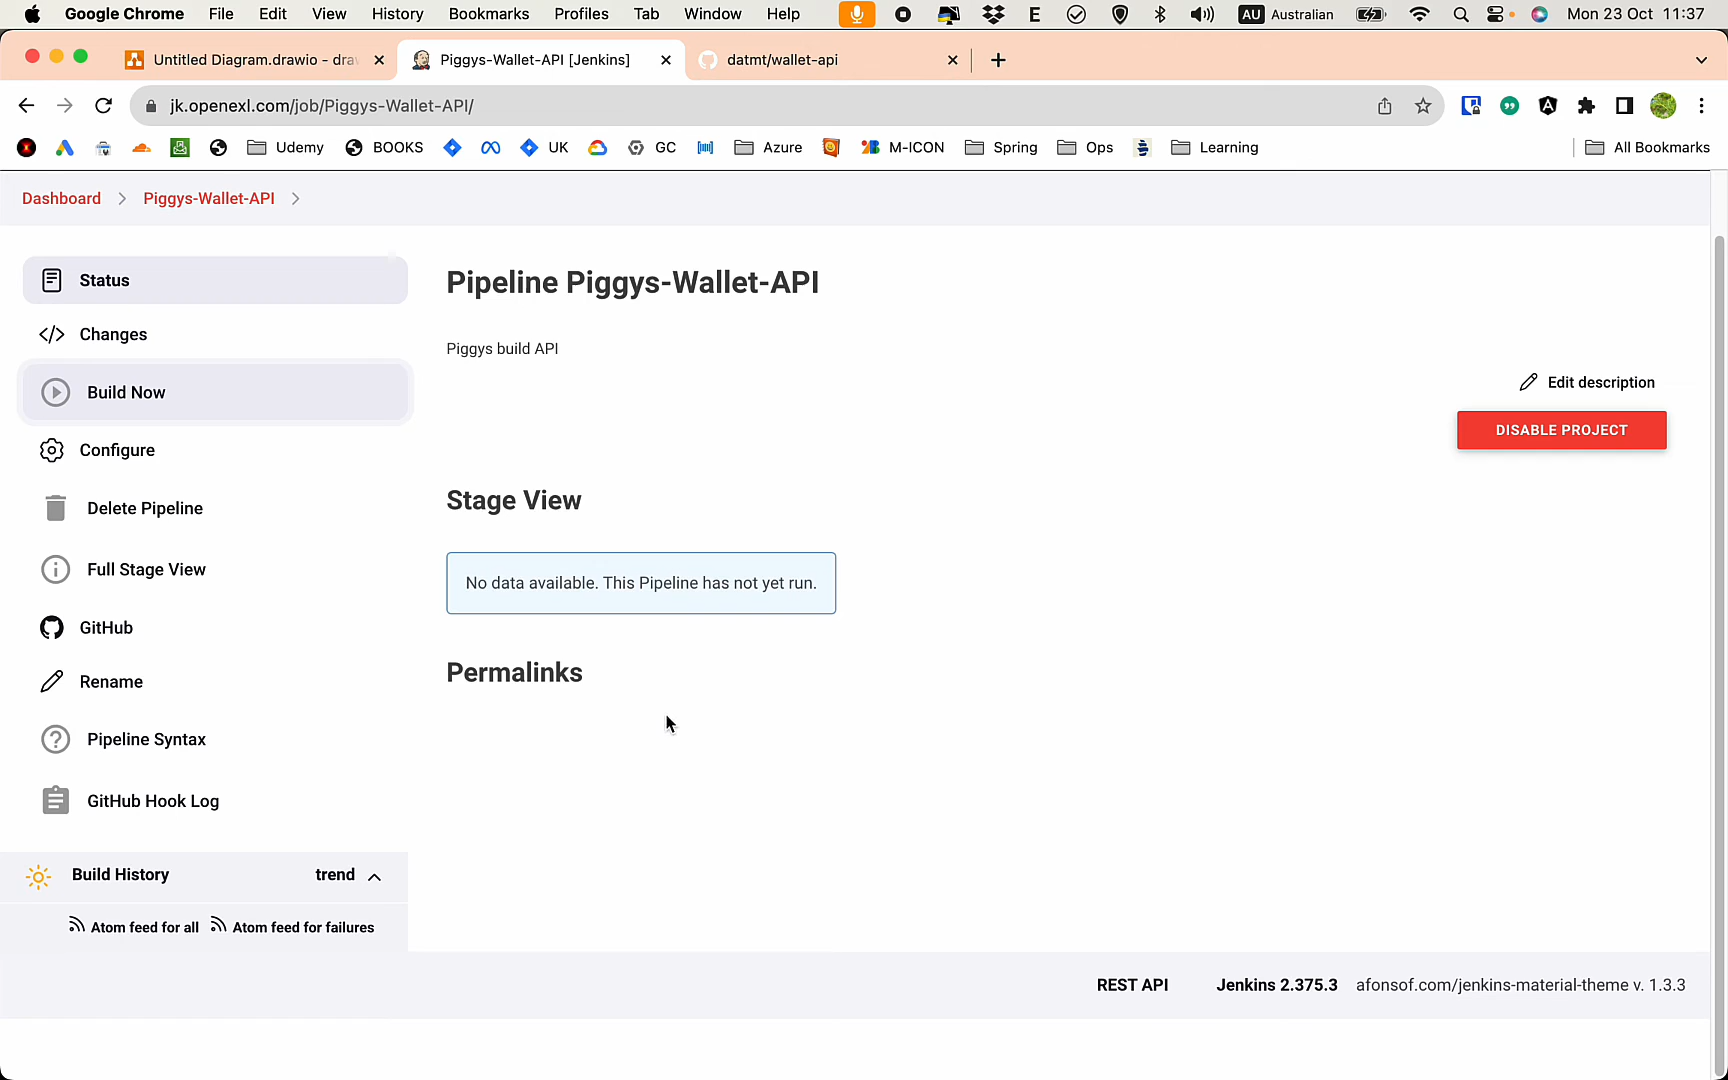 Google Chrome File Edit View History Bookmarks Profiles Tab Window Help E AU Australian Mon 23 Oct 11:37
Untitled Diagram.drawio - dra Piggys-Wallet-API [Jenkins] datmt/wallet-api
jk.openexl.com/job/Piggys-Wallet-API/
Udemy BOOKS UK GC Azure M-ICON Spring Ops Learning All Bookmarks
Dashboard Piggys-Wallet-API
Status
Changes
Build Now
Configure
Delete Pipeline
Full Stage View
GitHub
Rename
Pipeline Syntax
GitHub Hook Log
Build History trend
Atom feed for all Atom feed for failures
Pipeline Piggys-Wallet-API
Piggys build API
Edit description
DISABLE PROJECT
Stage View
No data available. This Pipeline has not yet run.
Permalinks
REST API Jenkins 2.375.3 afonsof.com/jenkins-material-theme v. 1.3.3